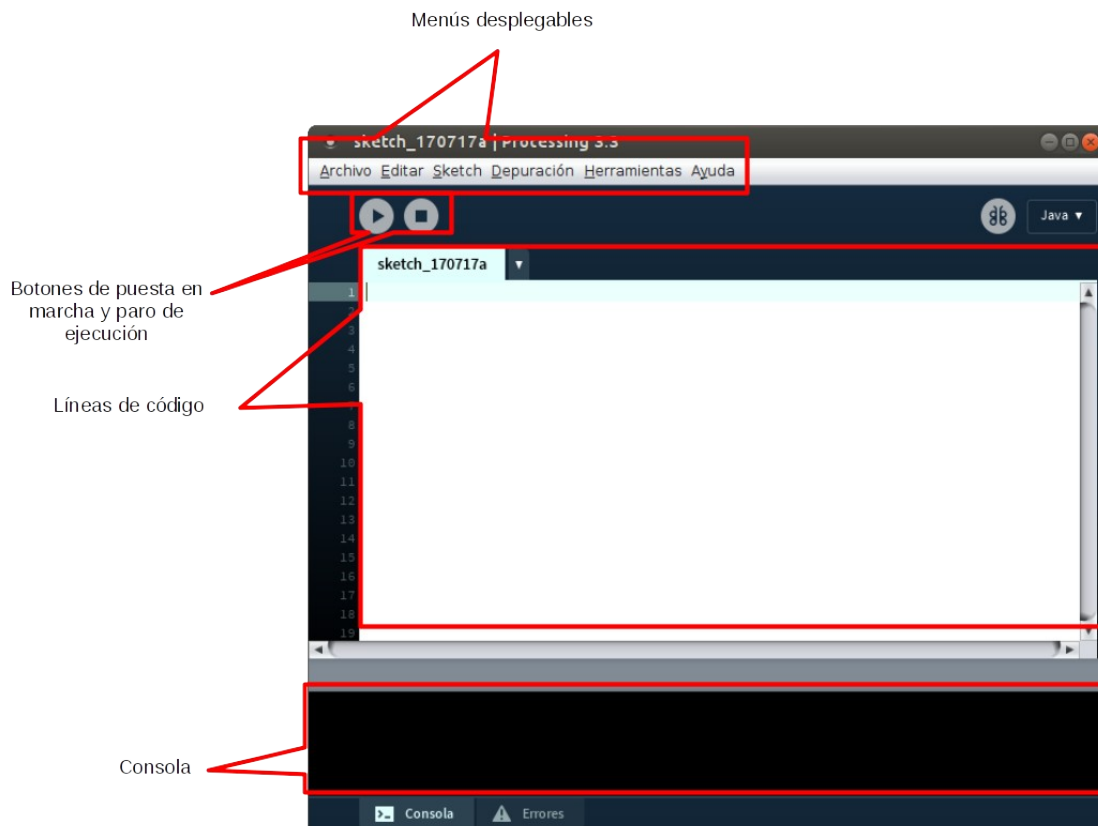 Menús desplegables
sketch_170717a | Processing 3.3
Archivo Editar Sketch Depuración Herramientas Ayuda
Java
sketch_170717a
Botones de puesta en
marcha y paro de
ejecución
Líneas de código
1
2
3
4
5
6
7
8
9
10
11
12
13
14
15
16
17
18
19
Consola
Consola Errores